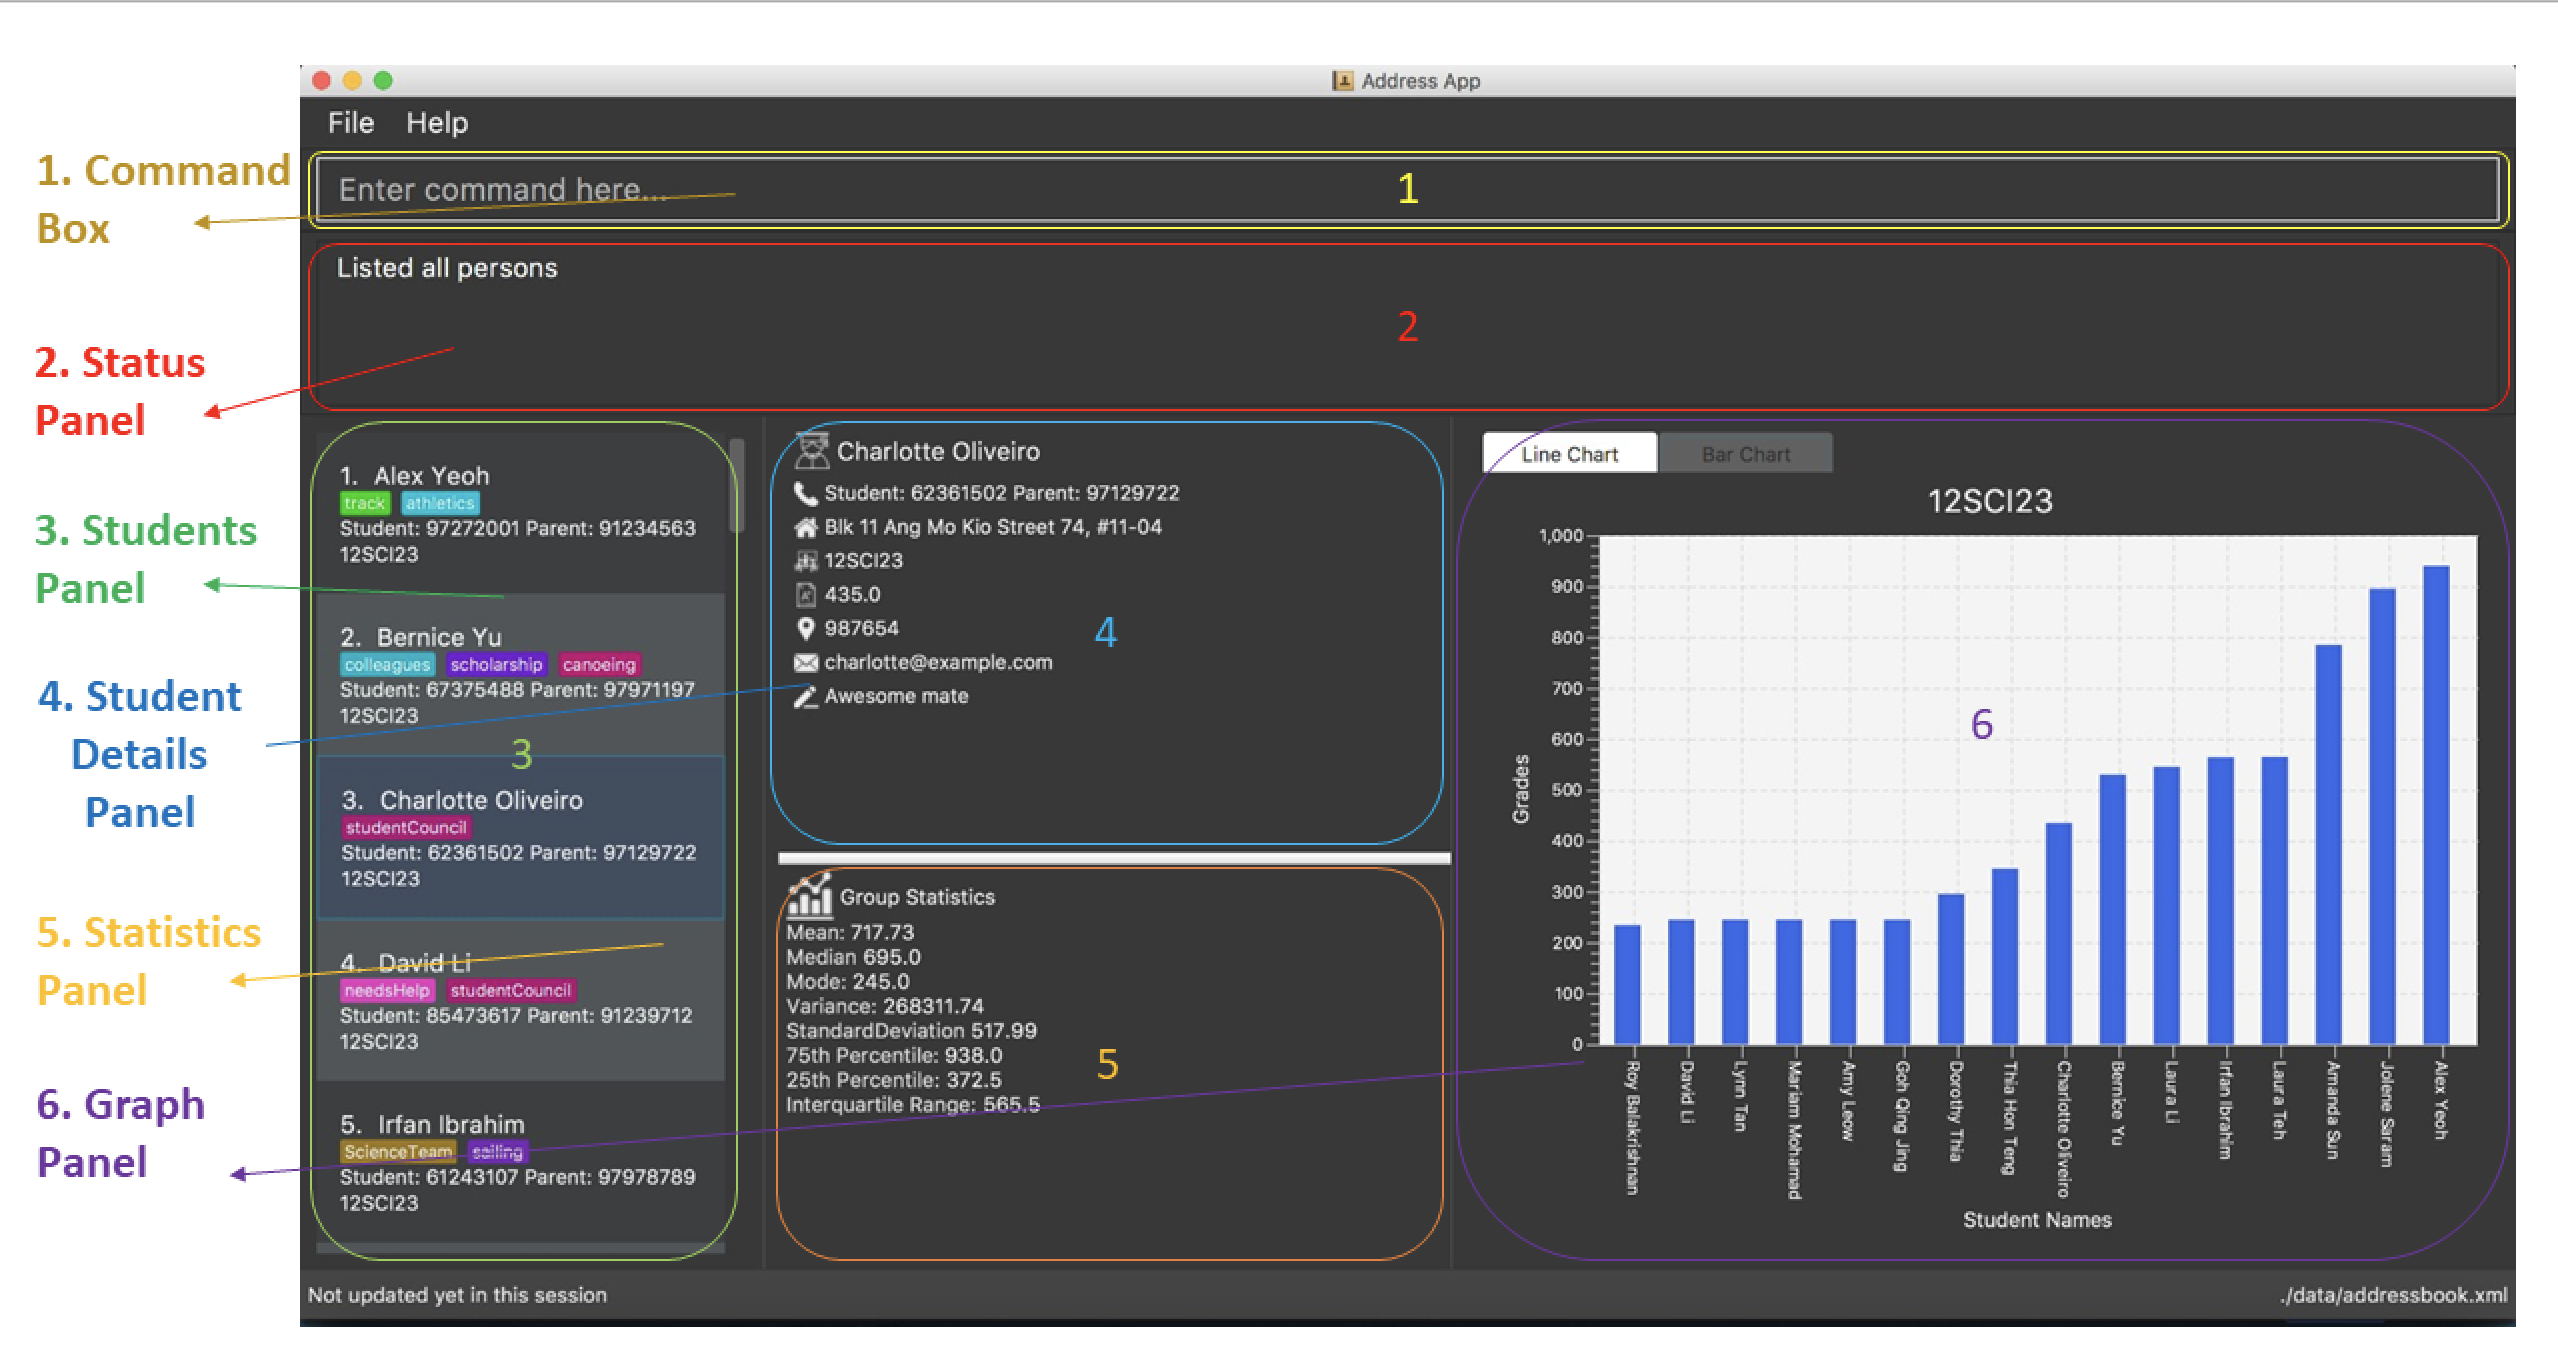 Address App
File Help
1. Command
Box
Enter command here...
1
Listed all persons
2
2. Status
Panel
3. Students
Panel
4. Student
Details
Panel
5. Statistics
Panel
6. Graph
Panel
1. Alex Yeoh
track athletics
Student: 97272001 Parent: 91234563
12SCI23
2. Bernice Yu
colleagues scholarship canoeing
Student: 67375488 Parent: 97971197
12SCI23
3
3. Charlotte Oliveiro
studentCouncil
Student: 62361502 Parent: 97129722
12SCI23
4. David Li
needsHelp studentCouncil
Student: 85473617 Parent: 91239712
12SCI23
5. Irfan Ibrahim
ScienceTeam sailing
Student: 61243107 Parent: 97978789
12SCI23
Charlotte Oliveiro
Student: 62361502 Parent: 97129722
Blk 11 Ang Mo Kio Street 74, #11-04
12SCI23
435.0
987654
4
charlotte@example.com
Awesome mate
Group Statistics
Mean: 717.73
Median 695.0
Mode: 245.0
Variance: 268311.74
StandardDeviation 517.99
75th Percentile: 938.0
5
25th Percentile: 372.5
Interquartile Range: 565.5
Line Chart Bar Chart
12SCI23
1,000
900
800
700
600
500
400
300
200
100
0
Grades
6
Roy Balakrishnan
David Li
Lynn Tan
Mariam Mohamad
Amy Leow
Goh Qing Jing
Dorothy Thia
Thia Hon Teng
Charlotte Oliveiro
Bernice Yu
Laura Li
Irfan Ibrahim
Laura Teh
Amanda Sun
Jolene Saram
Alex Yeoh
Student Names
Not updated yet in this session
./data/addressbook.xml